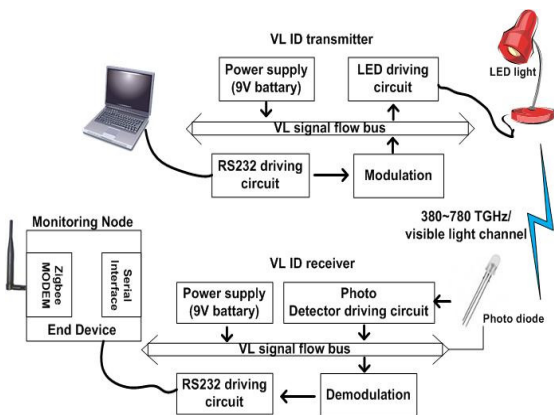 VL ID transmitter
Power supply
(9V battary)
LED driving
circuit
LED light
VL signal flow bus
RS232 driving
circuit
Modulation
380~780 TGHz/
visible light channel
Monitoring Node
Zigbee
MODEM
Serial
Interface
End Device
VL ID receiver
Power supply
(9V battary)
Photo
Detector driving circuit
Photo diode
VL signal flow bus
RS232 driving
circuit
Demodulation